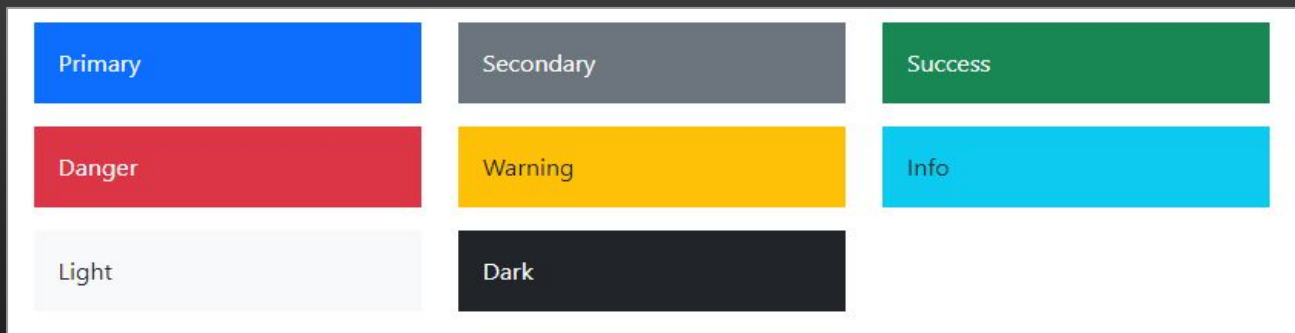 Primary
Secondary
Success
Danger
Warning
Info
Light
Dark